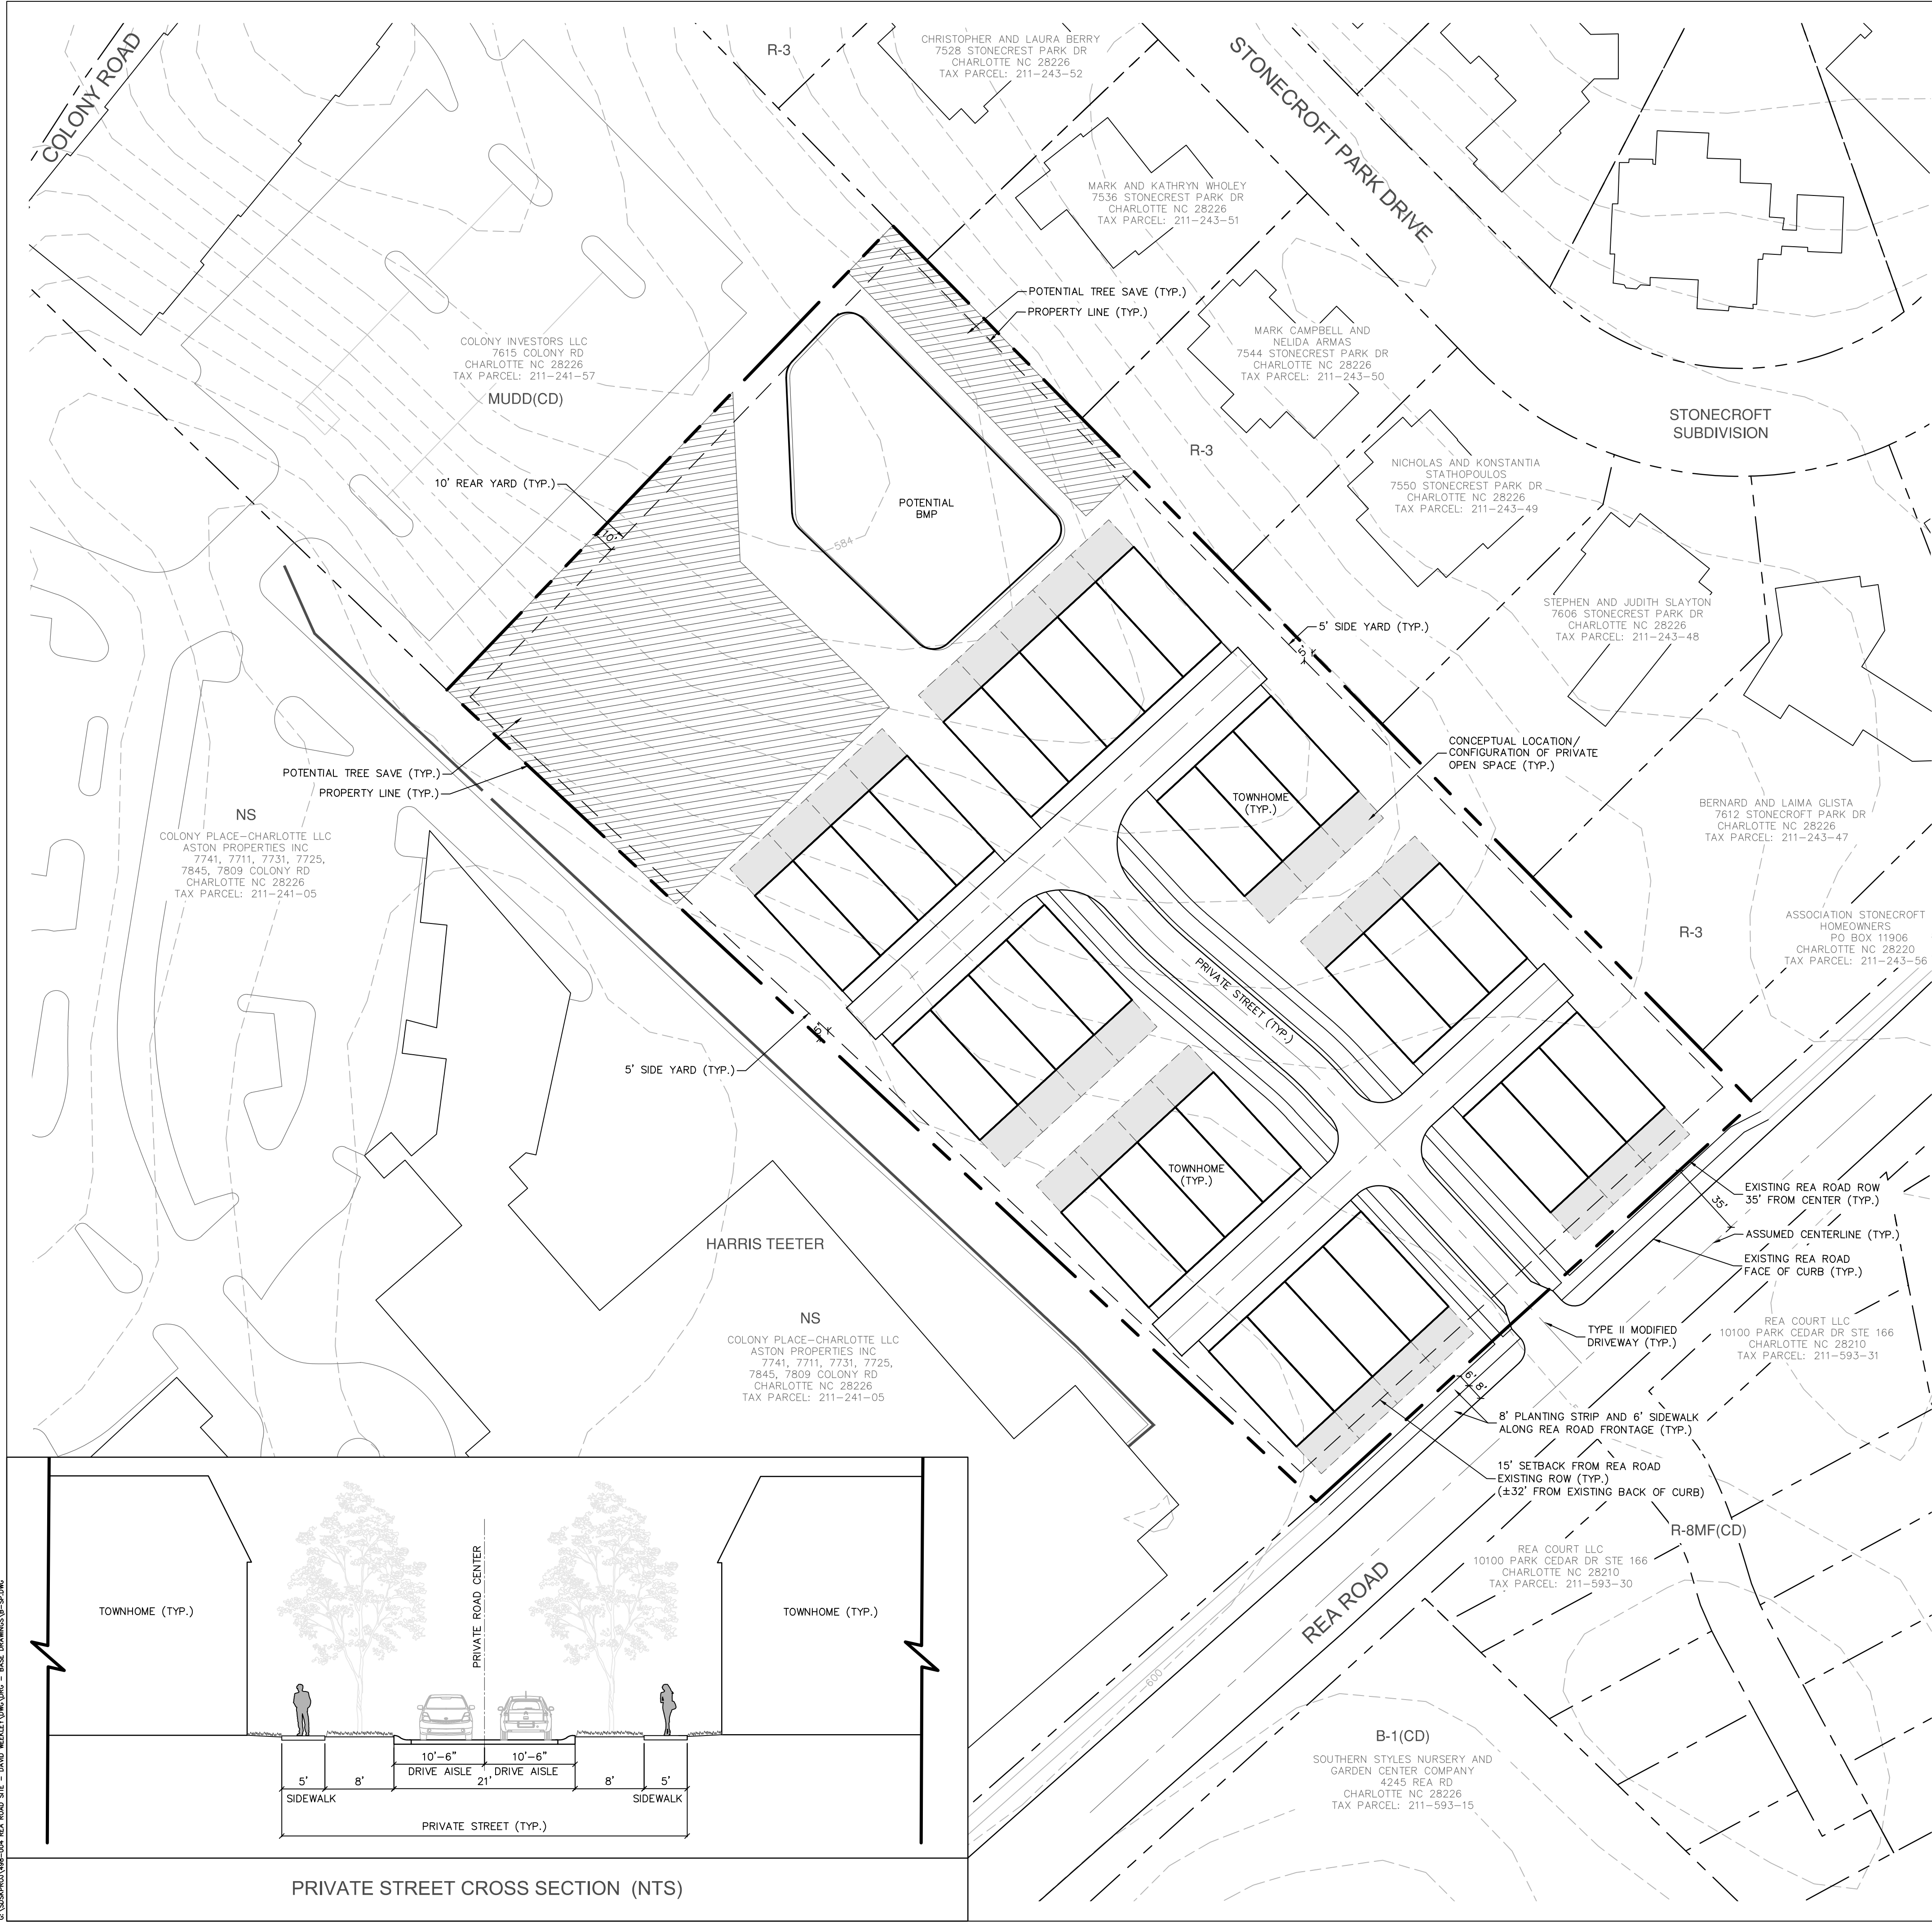 COLONY ROAD
R-3
CHRISTOPHER AND LAURA BERRY
7528 STONECREST PARK DR
CHARLOTTE NC 28226
TAX PARCEL: 211-243-52
STONECROFT PARK DRIVE
MARK AND KATHRYN WHOLEY
7536 STONECREST PARK DR
CHARLOTTE NC 28226
TAX PARCEL: 211-243-51
POTENTIAL TREE SAVE (TYP.)
PROPERTY LINE (TYP.)
COLONY INVESTORS LLC
7615 COLONY RD
CHARLOTTE NC 28226
TAX PARCEL: 211-241-57
MUDD(CD)
MARK CAMPBELL AND
NELIDA ARMAS
7544 STONECREST PARK DR
CHARLOTTE NC 28226
TAX PARCEL: 211-243-50
STONECROFT
SUBDIVISION
R-3
NICHOLAS AND KONSTANTIA
STATHOPOULOS
7550 STONECREST PARK DR
CHARLOTTE NC 28226
TAX PARCEL: 211-243-49
10' REAR YARD (TYP.)
10'
POTENTIAL
BMP
584
STEPHEN AND JUDITH SLAYTON
7606 STONECREST PARK DR
CHARLOTTE NC 28226
TAX PARCEL: 211-243-48
5' SIDE YARD (TYP.)
5'
CONCEPTUAL LOCATION/
CONFIGURATION OF PRIVATE
OPEN SPACE (TYP.)
POTENTIAL TREE SAVE (TYP.)
PROPERTY LINE (TYP.)
TOWNHOME
(TYP.)
BERNARD AND LAIMA GLISTA
7612 STONECROFT PARK DR
CHARLOTTE NC 28226
TAX PARCEL: 211-243-47
NS
COLONY PLACE-CHARLOTTE LLC
ASTON PROPERTIES INC
7741, 7711, 7731, 7725,
7845, 7809 COLONY RD
CHARLOTTE NC 28226
TAX PARCEL: 211-241-05
R-3
ASSOCIATION STONECROFT
HOMEOWNERS
PO BOX 11906
CHARLOTTE NC 28220
TAX PARCEL: 211-243-56
PRIVATE STREET (TYP.)
5'
5' SIDE YARD (TYP.)
TOWNHOME
(TYP.)
EXISTING REA ROAD ROW
35' FROM CENTER (TYP.)
35'
ASSUMED CENTERLINE (TYP.)
EXISTING REA ROAD
FACE OF CURB (TYP.)
HARRIS TEETER
NS
COLONY PLACE-CHARLOTTE LLC
ASTON PROPERTIES INC
7741, 7711, 7731, 7725,
7845, 7809 COLONY RD
CHARLOTTE NC 28226
TAX PARCEL: 211-241-05
TYPE II MODIFIED
DRIVEWAY (TYP.)
REA COURT LLC
10100 PARK CEDAR DR STE 166
CHARLOTTE NC 28210
TAX PARCEL: 211-593-31
6' 8'
8' PLANTING STRIP AND 6' SIDEWALK
ALONG REA ROAD FRONTAGE (TYP.)
15' SETBACK FROM REA ROAD
EXISTING ROW (TYP.)
(±32' FROM EXISTING BACK OF CURB)
R-8MF(CD)
REA COURT LLC
10100 PARK CEDAR DR STE 166
CHARLOTTE NC 28210
TAX PARCEL: 211-593-30
REA ROAD
600
B-1(CD)
SOUTHERN STYLES NURSERY AND
GARDEN CENTER COMPANY
4245 REA RD
CHARLOTTE NC 28226
TAX PARCEL: 211-593-15
TOWNHOME (TYP.)
PRIVATE ROAD CENTER
TOWNHOME (TYP.)
10'-6" 10'-6"
DRIVE AISLE DRIVE AISLE
5' 8' 21' 8' 5'
SIDEWALK SIDEWALK
PRIVATE STREET (TYP.)
PRIVATE STREET CROSS SECTION (NTS)